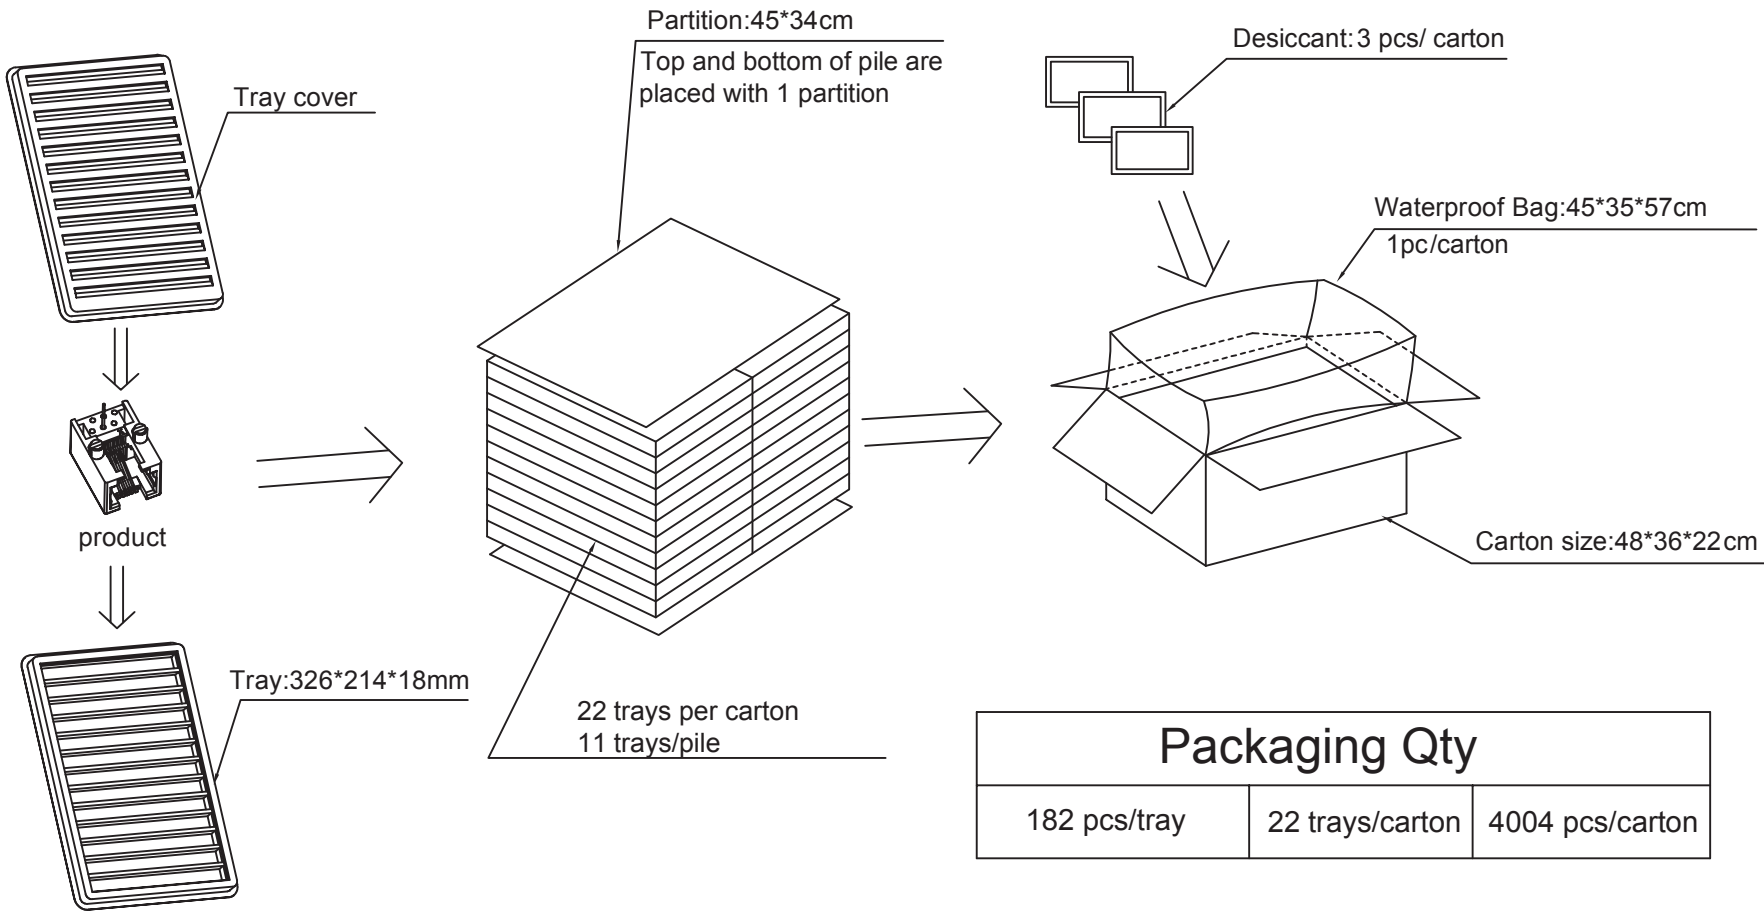 Partition:45*34cm
Top and bottom of pile are
placed with 1 partition
Desiccant:3 pcs/ carton
Tray cover
Waterproof Bag:45*35*57cm
1pc/carton
product
Carton size:48*36*22cm
Tray:326*214*18mm
22 trays per carton
11 trays/pile
Packaging Qty
182 pcs/tray
22 trays/carton
4004 pcs/carton